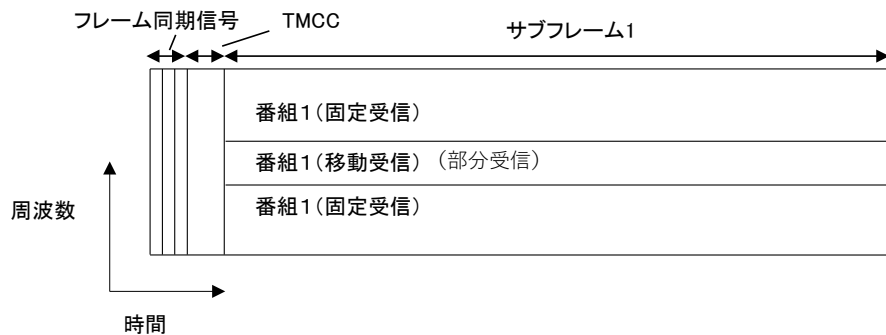 フレーム同期信号 TMCC サブフレーム1
番組1(固定受信)
番組1(移動受信) (部分受信)
番組1(固定受信)
周波数
時間